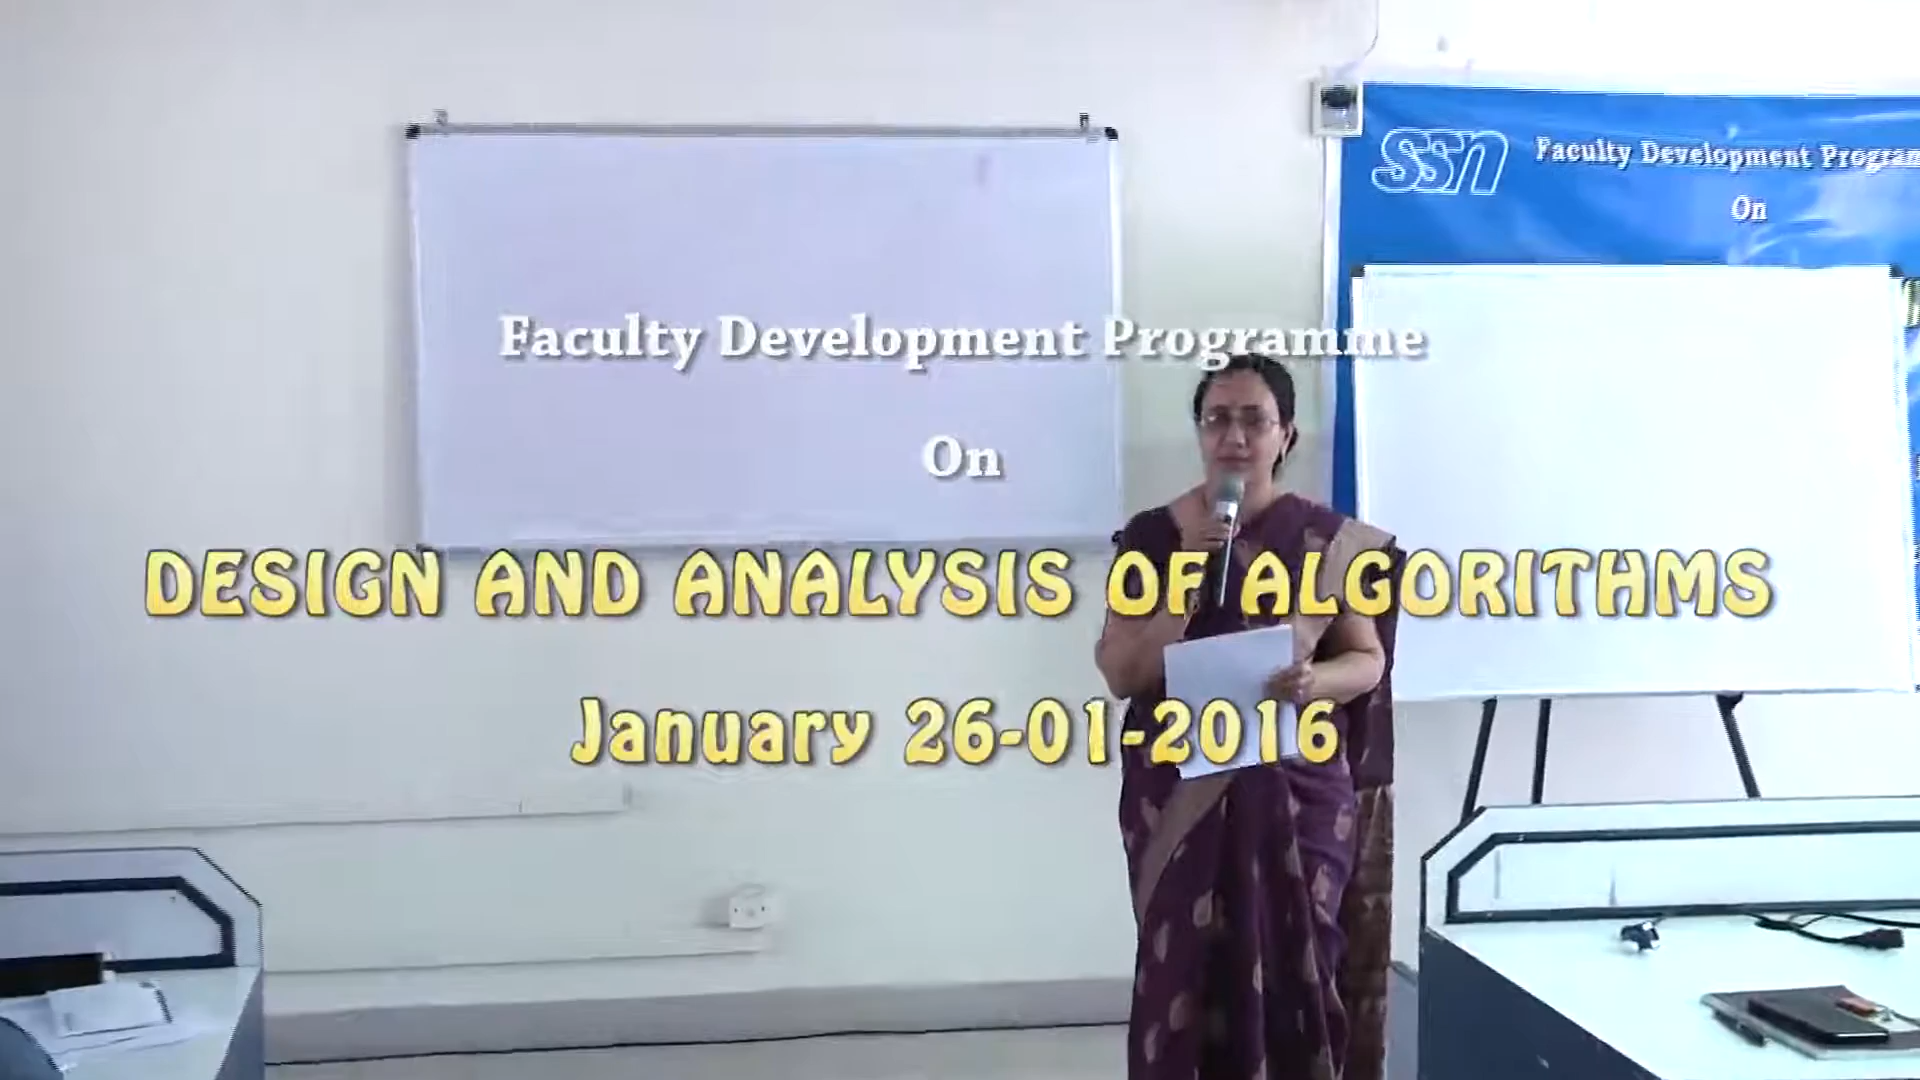 ssn
Faculty Development Program
On
Faculty Development Programme
On
DESIGN AND ANALYSIS OF ALGORITHMS
January 26-01-2016